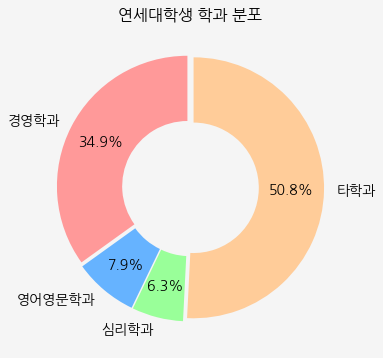 연세대학생 학과 분포
경영학과
34.9%
50.8%
타학과
7.9%
영어영문학과
6.3%
심리학과